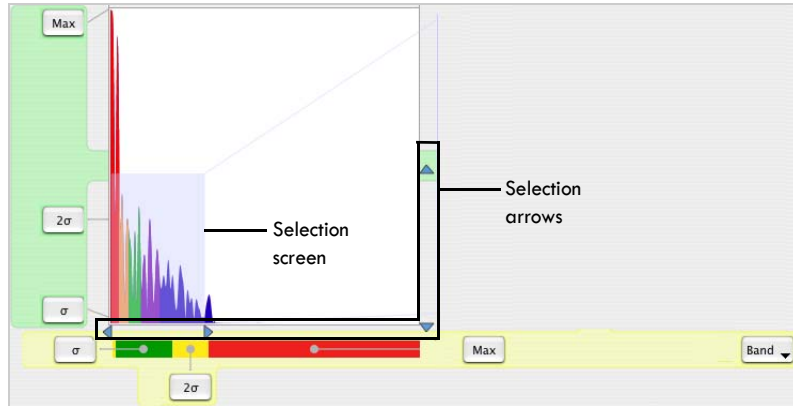 Max
2σ
Selection
screen
Selection
arrows
σ
σ
Max
Band
2σ